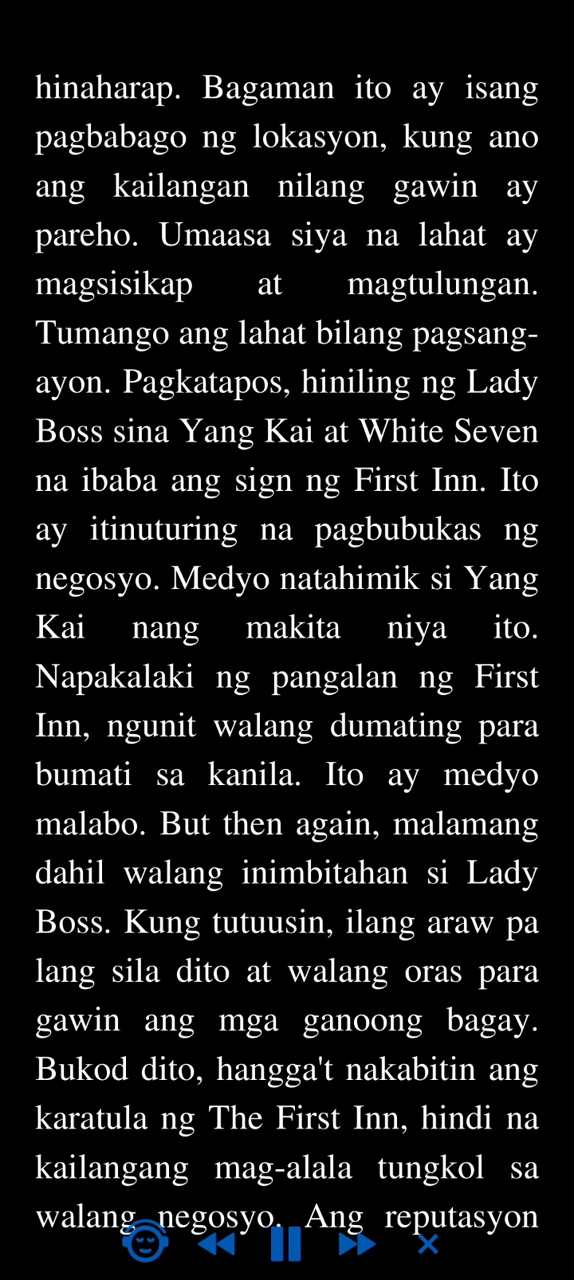 hinaharap. Bagaman ito ay isang
pagbabago ng lokasyon, kung ano
ang kailangan nilang gawin ay
pareho. Umaasa siya na lahat ay
magsisikap at magtulungan.
Tumango ang lahat bilang pagsang-
ayon. Pagkatapos, hiniling ng Lady
Boss sina Yang Kai at White Seven
na ibaba ang sign ng First Inn. Ito
ay itinuturing na pagbubukas ng
negosyo. Medyo natahimik si Yang
Kai nang makita niya ito.
Napakalaki ng pangalan ng First
Inn, ngunit walang dumating para
bumati sa kanila. Ito ay medyo
malabo. But then again, malamang
dahil walang inimbitahan si Lady
Boss. Kung tutuusin, ilang araw pa
lang sila dito at walang oras para
gawin ang mga ganoong bagay.
Bukod dito, hangga't nakabitin ang
karatula ng The First Inn, hindi na
kailangang mag-alala tungkol sa
walang negosyo. Ang reputasyon